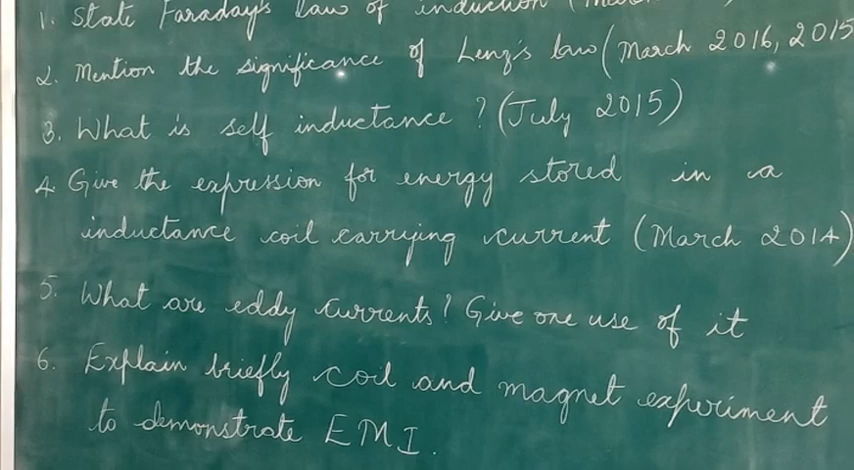 1. State Faraday's law of induction
2. Mention the significance of Lenz's law (March 2016, 2015
3. What is self inductance ? (July 2015)
4. Give the expression for energy stored in a
inductance coil carrying current (March 2014)
5. What are eddy currents? Give one use of it
6. Explain briefly coil and magnet experiment
to demonstrate EMI.